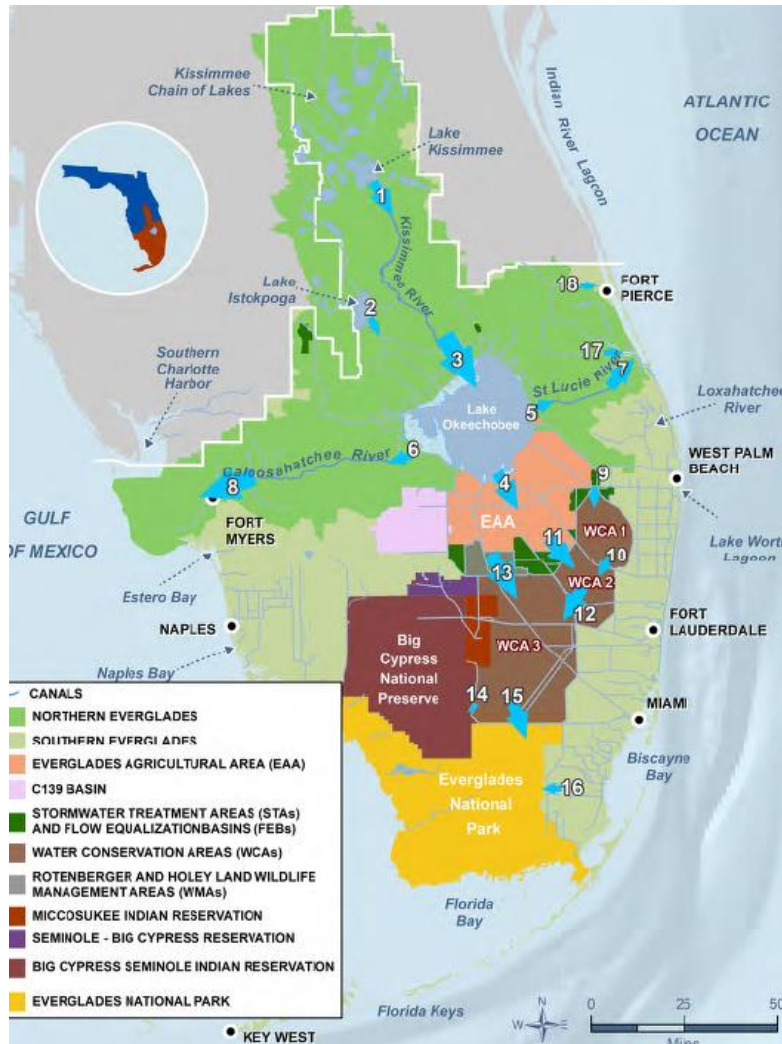 Kissimmee
Chain of Lakes
Indian River Lagoon
ATLANTIC
OCEAN
Lake
Kissimmee
1
Kissimmee River
Lake
Istokpoga
2
18
FORT
PIERCE
3
17
7
Southern
Charlotte
Harbor
St Lucie River
5
Lake
Okeechobee
Loxahatchee
River
6
Caloosahatchee River
WEST PALM
BEACH
4
9
8
GULF
OF MEXICO
FORT
MYERS
EAA
WCA 1
11
10
Lake Worth
Lagoon
13
WCA 2
Estero Bay
12
NAPLES
Big
Cypress
National
Preserve
WCA 3
FORT
LAUDERDALE
Naples Bay
14
15
MIAMI
Biscayne
Bay
Everglades
National
Park
16
Florida
Bay
Florida Keys
KEY WEST
CANALS
NORTHERN EVERGLADES
SOUTHERN EVERGLADES
EVERGLADES AGRICULTURAL AREA (EAA)
C139 BASIN
STORMWATER TREATMENT AREAS (STAs)
AND FLOW EQUALIZATIONBASINS (FEBs)
WATER CONSERVATION AREAS (WCAs)
ROTENBERGER AND HOLEY LAND WILDLIFE
MANAGEMENT AREAS (WMAs)
MICCOSUKEE INDIAN RESERVATION
SEMINOLE - BIG CYPRESS RESERVATION
BIG CYPRESS SEMINOLE INDIAN RESERVATION
EVERGLADES NATIONAL PARK
N
W E
S
0 25 50
Miles